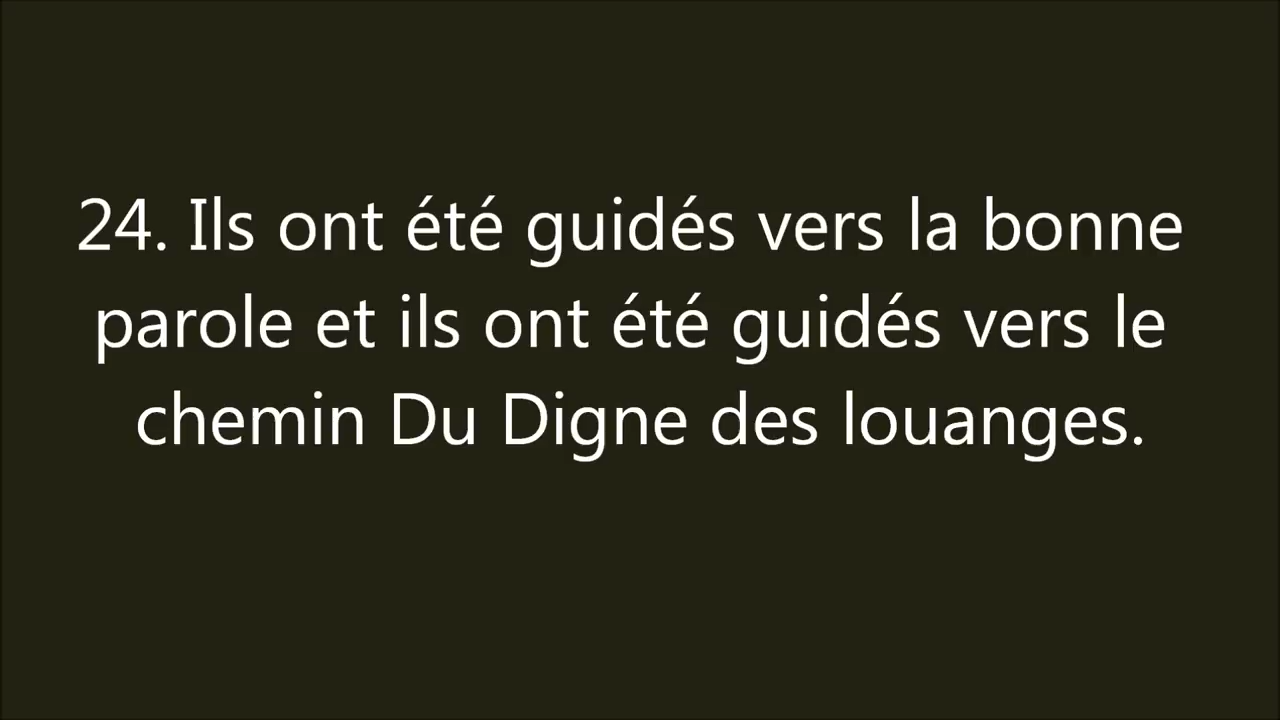 24. Ils ont été guidés vers la bonne
parole et ils ont été guidés vers le
chemin Du Digne des louanges.